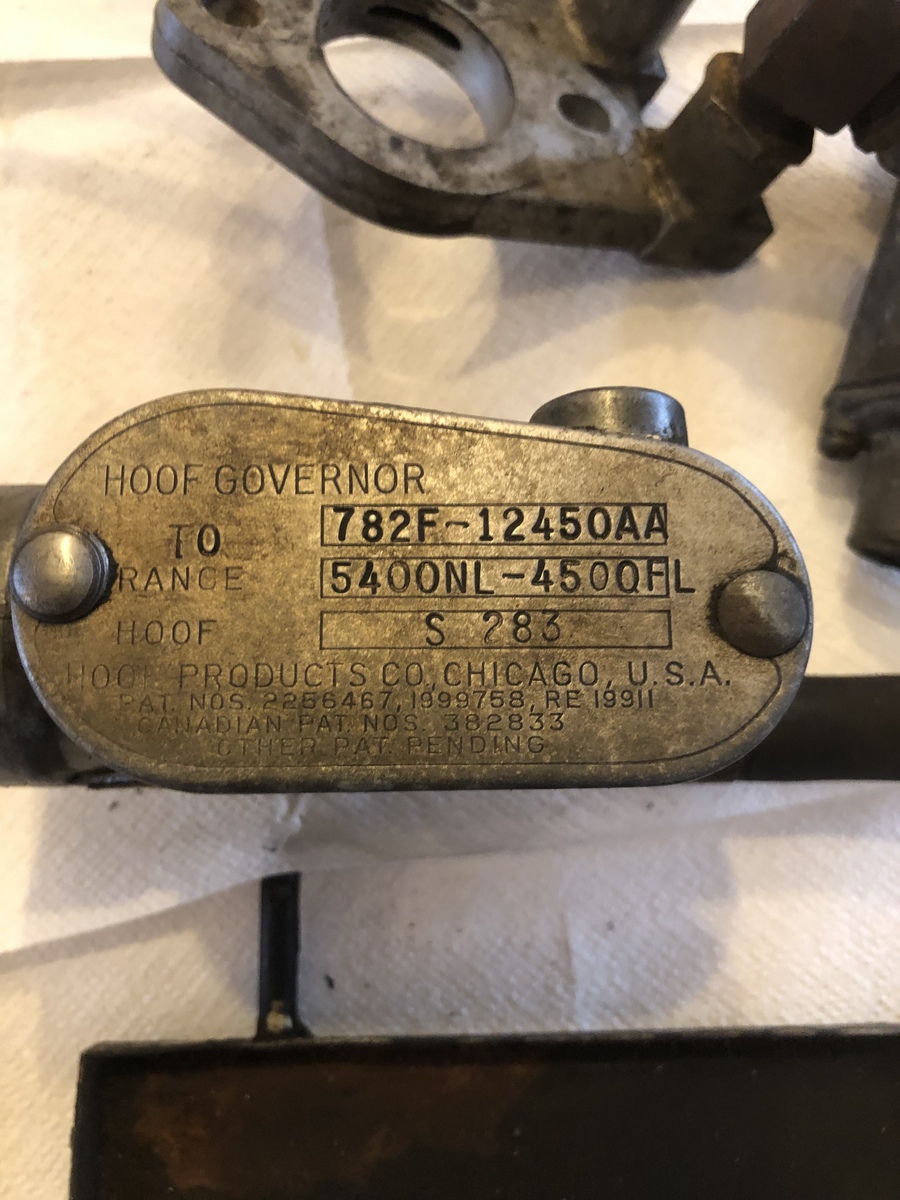 HOOF GOVERNOR
TO 782F-12450AA
RANGE 5400NL-4500FL
HOOF S 283
HOOF PRODUCTS CO., CHICAGO, U.S.A.
PAT. NOS. 2256467, 1999758, RE 19911
CANADIAN PAT. NOS. 382833
OTHER PAT. PENDING